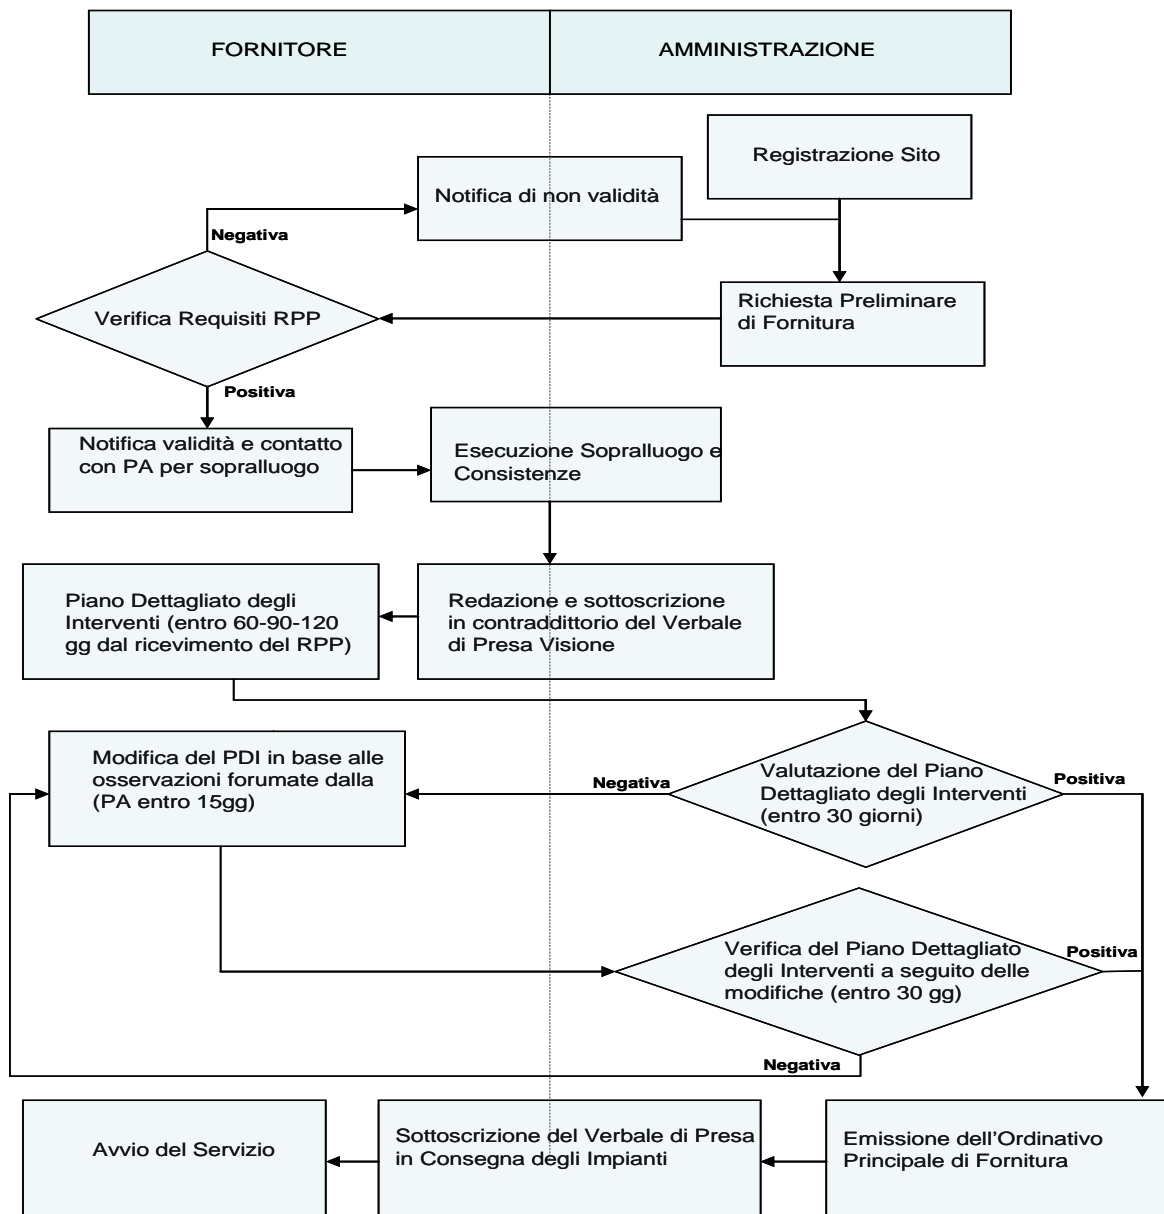 FORNITORE
AMMINISTRAZIONE
Registrazione Sito
Notifica di non validità
Negativa
Richiesta Preliminare
di Fornitura
Verifica Requisiti RPP
Positiva
Notifica validità e contatto
con PA per sopralluogo
Esecuzione Sopralluogo e
Consistenze
Piano Dettagliato degli
Interventi (entro 60-90-120
gg dal ricevimento del RPP)
Redazione e sottoscrizione
in contraddittorio del Verbale
di Presa Visione
Modifica del PDI in base alle
osservazioni forumate dalla
(PA entro 15gg)
Negativa
Valutazione del Piano
Dettagliato degli Interventi
(entro 30 giorni)
Positiva
Verifica del Piano Dettagliato
degli Interventi a seguito delle
modifiche (entro 30 gg)
Positiva
Negativa
Avvio del Servizio
Sottoscrizione del Verbale di Presa
in Consegna degli Impianti
Emissione dell'Ordinativo
Principale di Fornitura